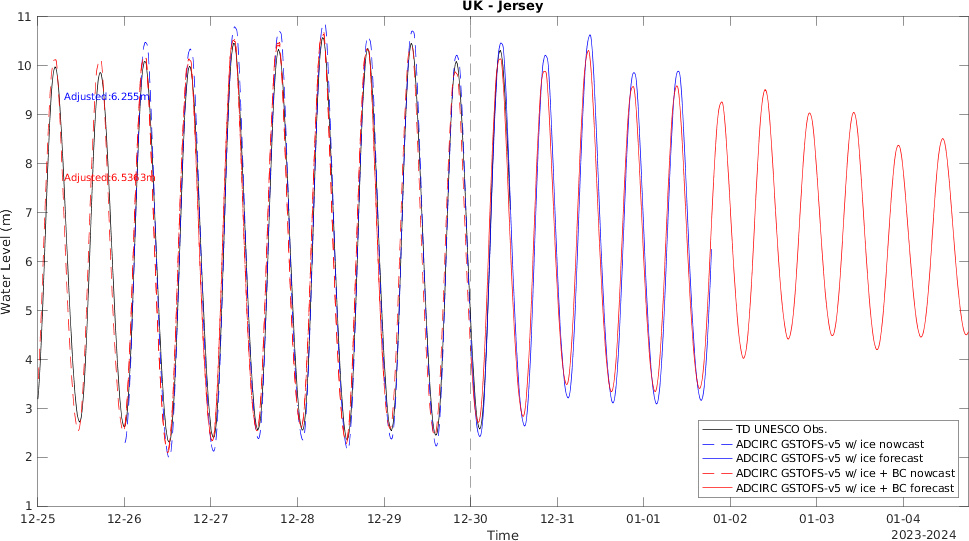 UK - Jersey
11
10
9
8
7
6
5
4
3
2
1
Water Level (m)
Adjusted:6.255m
Adjusted:6.5363m
TD UNESCO Obs.
ADCIRC GSTOFS-v5 w/ ice nowcast
ADCIRC GSTOFS-v5 w/ ice forecast
ADCIRC GSTOFS-v5 w/ ice + BC nowcast
ADCIRC GSTOFS-v5 w/ ice + BC forecast
12-25 12-26 12-27 12-28 12-29 12-30 12-31 01-01 01-02 01-03 01-04
Time
2023-2024